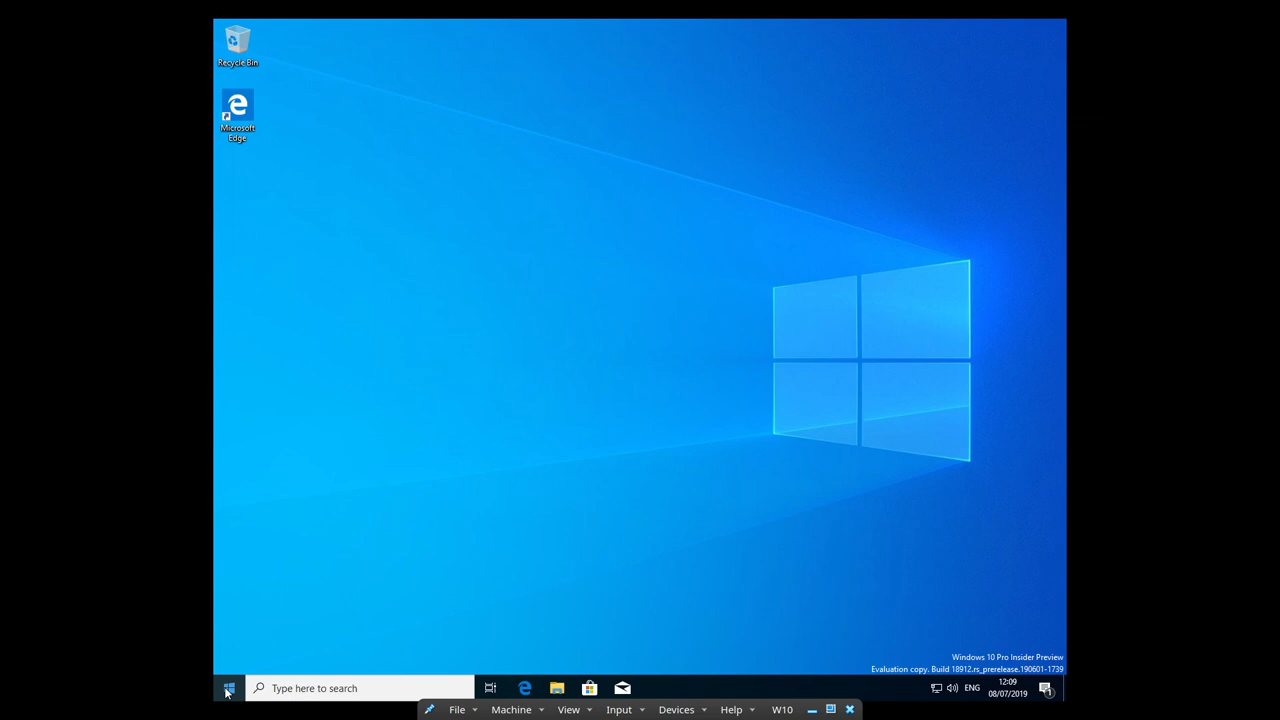 Recycle Bin
Microsoft
Edge
Windows 10 Pro Insider Preview
Evaluation copy. Build 18912.rs_prerelease.190601-1739
Type here to search
ENG
12:09
08/07/2019
1
File
Machine
View
Input
Devices
Help
W10